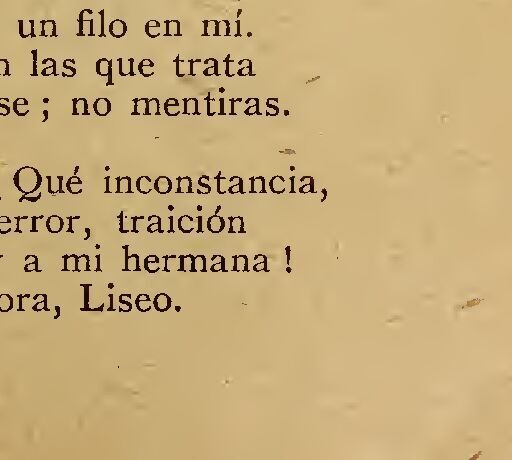 un filo en mí.
las que trata
se ; no mentiras.
Qué inconstancia,
error, traición
a mi hermana !
ora, Liseo.